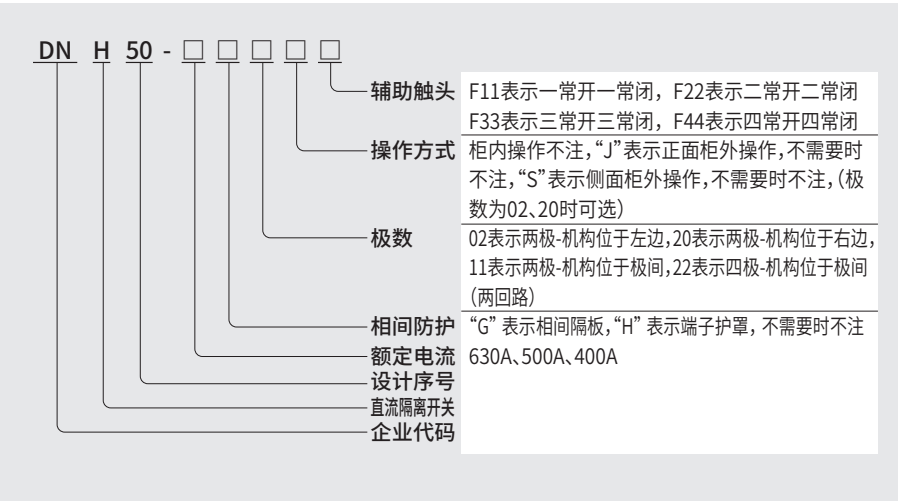 DN H 50 - □ □ □ □ □
辅助触头 F11表示一常开一常闭，F22表示二常开二常闭
F33表示三常开三常闭，F44表示四常开四常闭
操作方式 柜内操作不注，“J”表示正面柜外操作，不需要时
不注，“S”表示侧面柜外操作，不需要时不注，（极
数为02、20时可选）
极数 02表示两极-机构位于左边，20表示两极-机构位于右边，
11表示两极-机构位于极间，22表示四极-机构位于极间
（两回路）
相间防护 “G” 表示相间隔板，“H” 表示端子护罩，不需要时不注
额定电流 630A、500A、400A
设计序号
直流隔离开关
企业代码